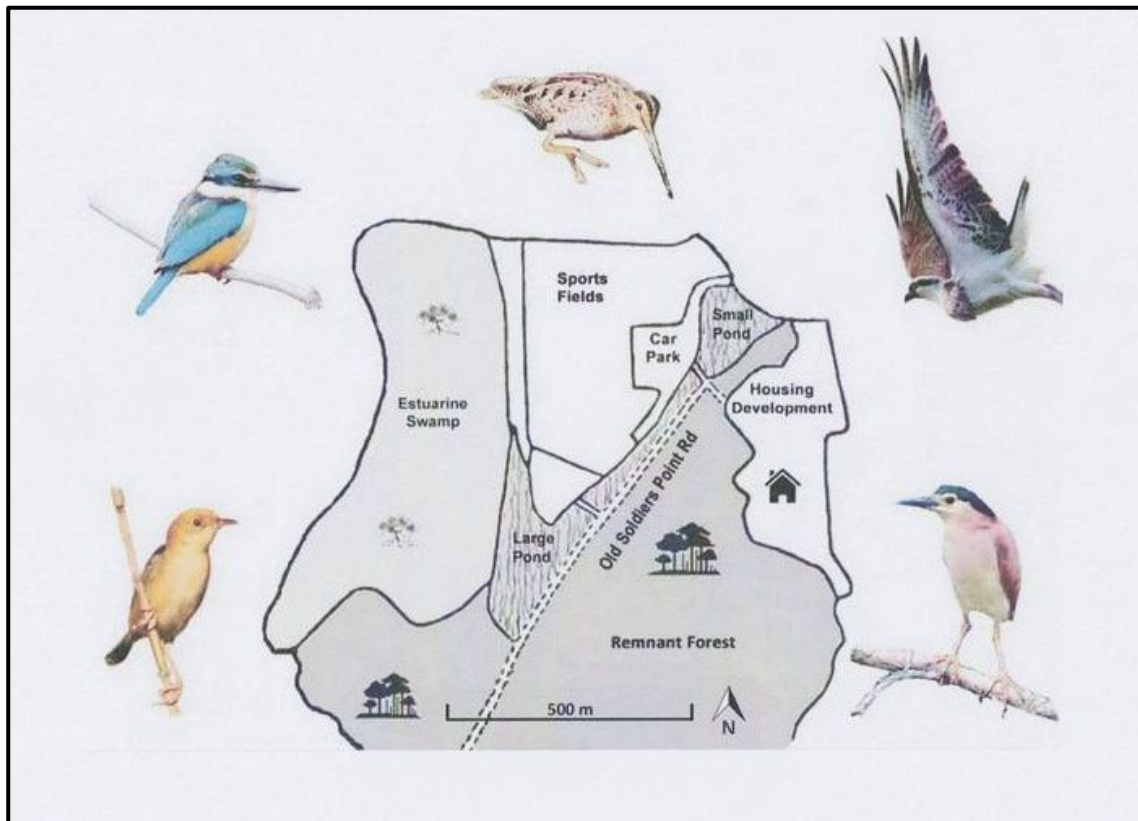 Sports
Fields
Small
Pond
Car
Park
Housing
Development
Estuarine
Swamp
Old Soldiers Point Rd
Large
Pond
Remnant Forest
500 m
N